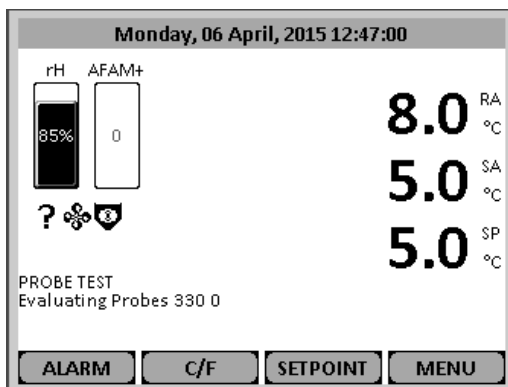 Monday, 06 April, 2015 12:47:00
rH AFAM+
85% 0
8.0 RA °C
5.0 SA °C
5.0 SP °C
?
PROBE TEST
Evaluating Probes 330 0
ALARM C/F SETPOINT MENU